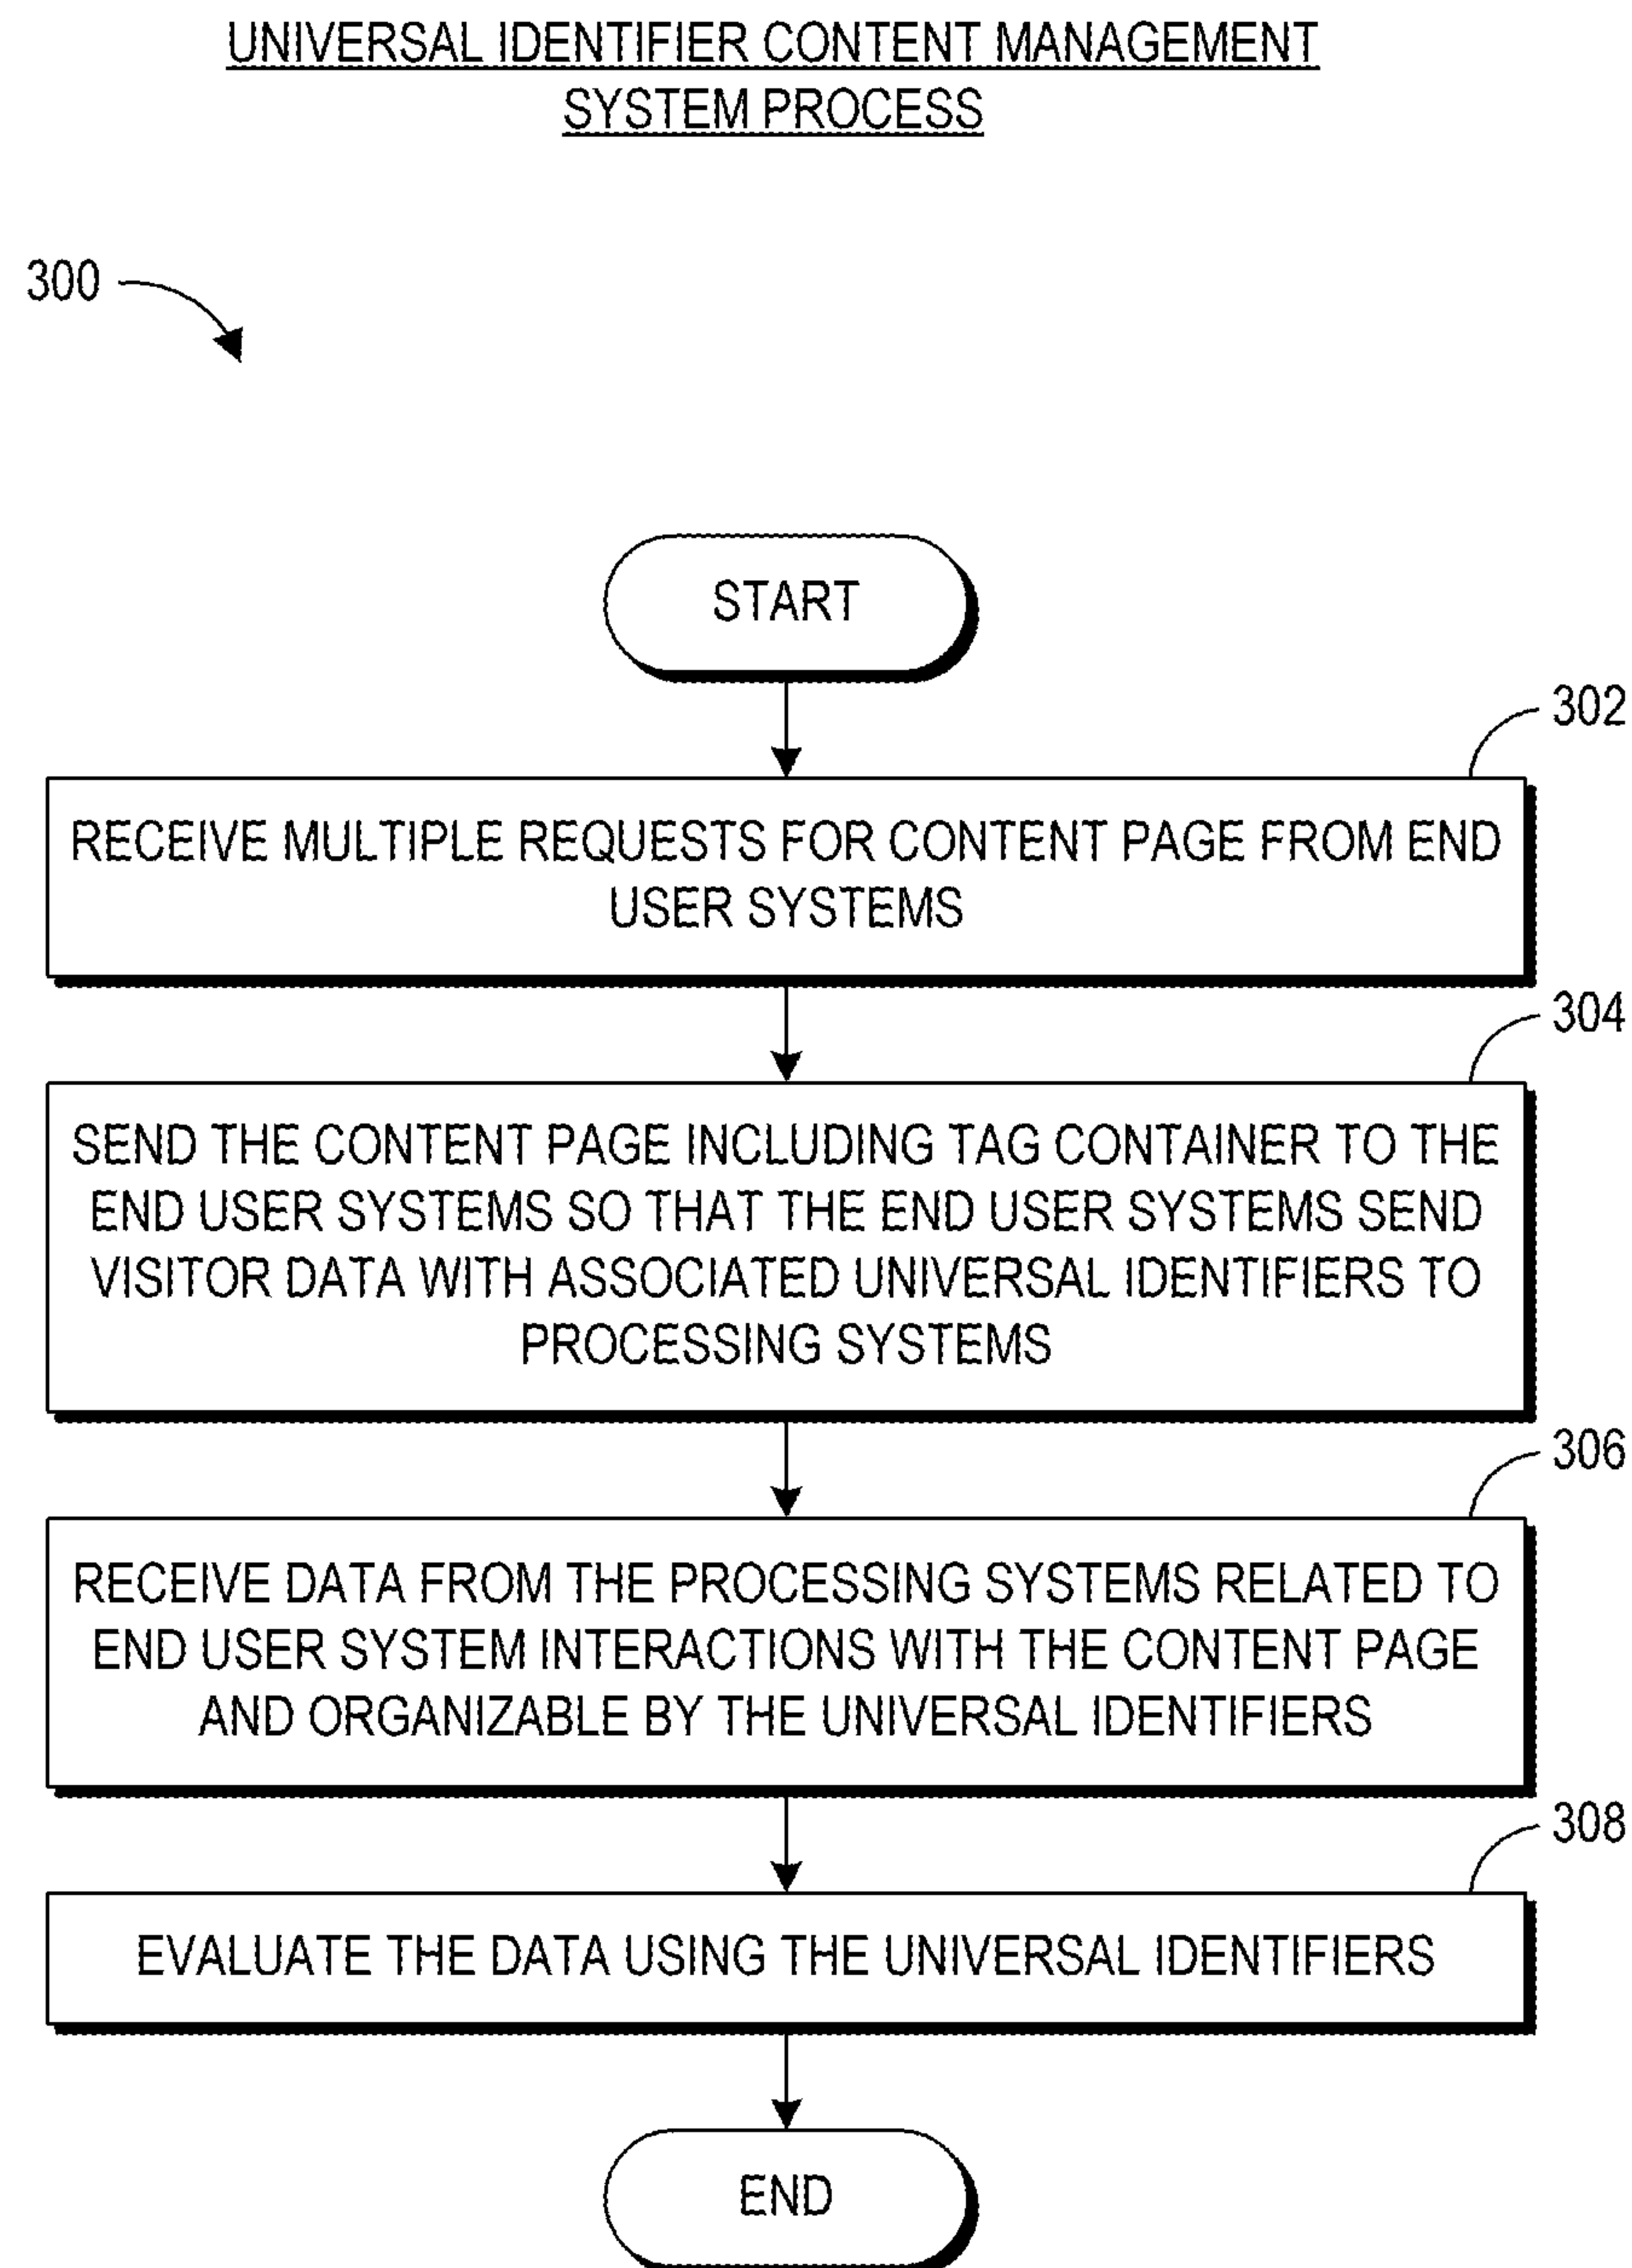 UNIVERSAL IDENTIFIER CONTENT MANAGEMENT
SYSTEM PROCESS
300
START
302
RECEIVE MULTIPLE REQUESTS FOR CONTENT PAGE FROM END
USER SYSTEMS
304
SEND THE CONTENT PAGE INCLUDING TAG CONTAINER TO THE
END USER SYSTEMS SO THAT THE END USER SYSTEMS SEND
VISITOR DATA WITH ASSOCIATED UNIVERSAL IDENTIFIERS TO
PROCESSING SYSTEMS
306
RECEIVE DATA FROM THE PROCESSING SYSTEMS RELATED TO
END USER SYSTEM INTERACTIONS WITH THE CONTENT PAGE
AND ORGANIZABLE BY THE UNIVERSAL IDENTIFIERS
308
EVALUATE THE DATA USING THE UNIVERSAL IDENTIFIERS
END